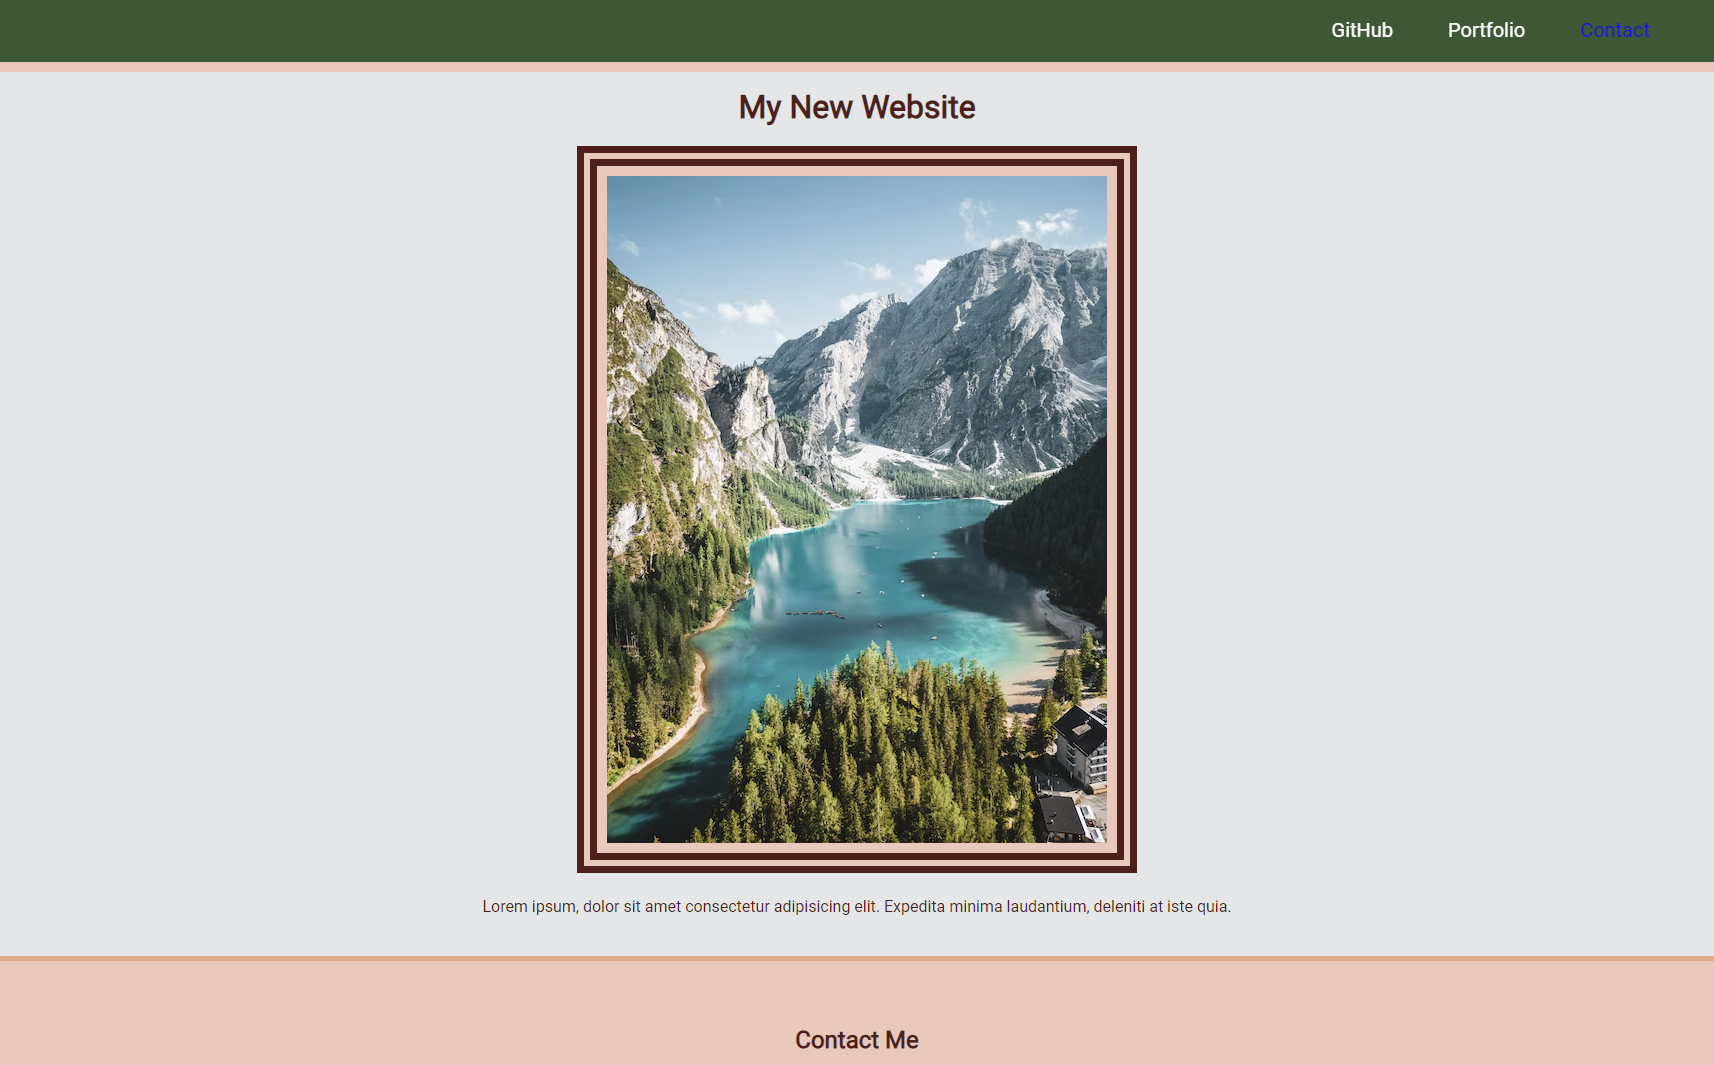 GitHub Portfolio Contact
My New Website
Lorem ipsum, dolor sit amet consectetur adipisicing elit. Expedita minima laudantium, deleniti at iste quia.
Contact Me